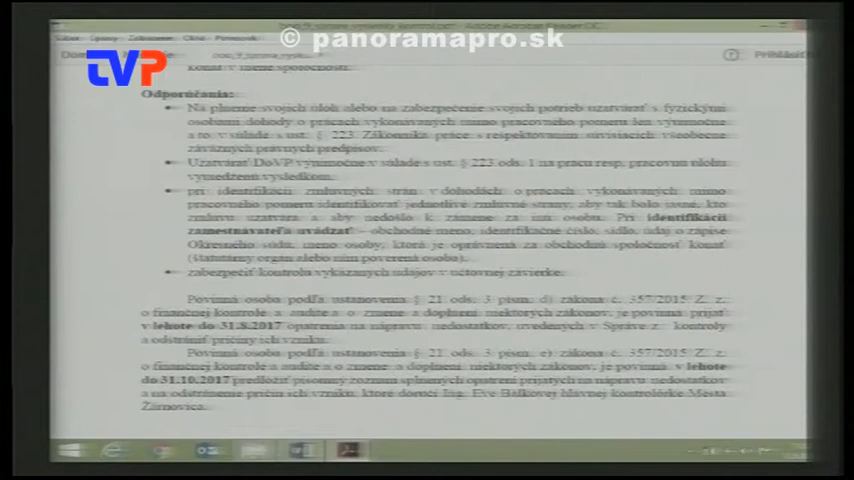 © panoramapro.sk
TVP
konať v mene spoločnosti.
Odporúčania:
Na plnenie svojich úloh alebo na zabezpečenie svojich potrieb uzatvárať s fyzickými
osobami dohody o prácach vykonávaných mimo pracovného pomeru len výnimočne
a to v súlade s ust. § 223 Zákonníka práce s rešpektovaním súvisiacich všeobecne
záväzných právnych predpisov.
Uzatvárať DoVP výnimočne v súlade s ust. § 223 ods. 1 na prácu resp. pracovnú úlohu
vymedzenú výsledkom.
pri identifikácii zmluvných strán v dohodách o prácach vykonávaných mimo
pracovného pomeru identifikovať jednotlivé zmluvné strany, aby tak bolo jasné, kto
zmluvu uzatvára a aby nedošlo k zámene za inú osobu. Pri identifikácii
zamestnávateľa uvádzať – obchodné meno, identifikačné číslo, sídlo, údaj o zápise
Okresného súdu, meno osoby, ktorá je oprávnená za obchodnú spoločnosť konať
(štatutárny orgán alebo ním poverená osoba).
zabezpečiť kontrolu vykázaných údajov v účtovnej závierke.
Povinná osoba podľa ustanovenia § 21 ods. 3 písm. d) zákona č. 357/2015 Z. z.
o finančnej kontrole a audite a o zmene a doplnení niektorých zákonov, je povinná prijať
v lehote do 31.8.2017 opatrenia na nápravu nedostatkov, uvedených v Správe z kontroly
a odstrániť príčiny ich vzniku.
Povinná osoba podľa ustanovenia § 21 ods. 3 písm. e) zákona č. 357/2015 Z. z.
o finančnej kontrole a audite a o zmene a doplnení niektorých zákonov, je povinná v lehote
do 31.10.2017 predložiť písomný zoznam splnených opatrení prijatých na nápravu nedostatkov
a na odstránenie príčin ich vzniku, ktoré doručí Ing. Eve Balkovej hlavnej kontrolórke Mesta
Žarnovica.